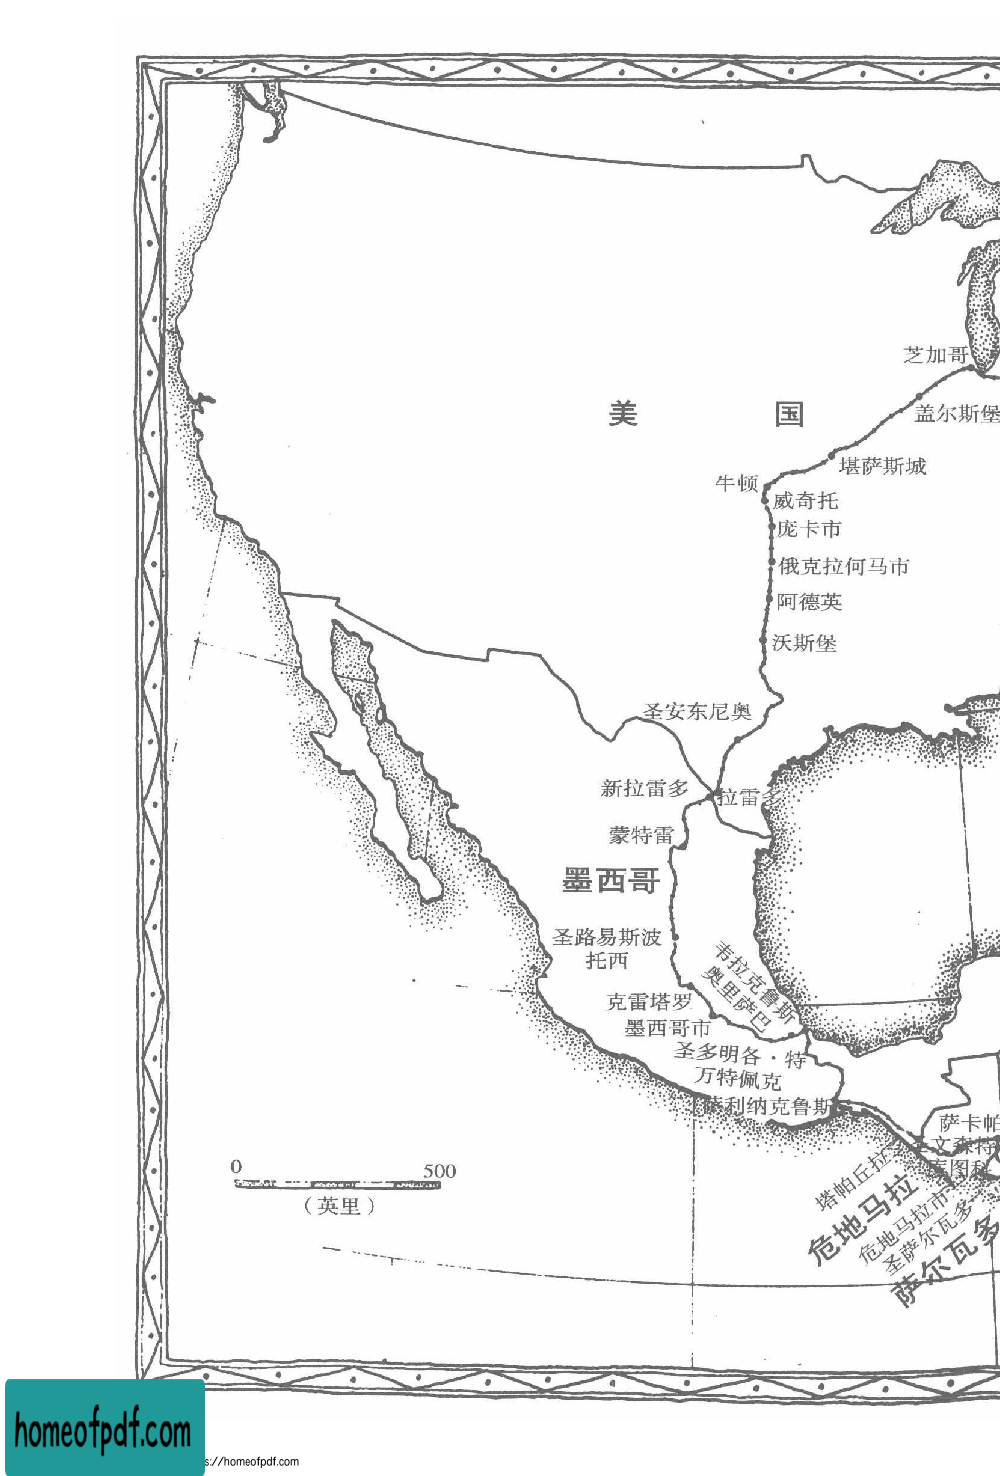 芝加哥
盖尔斯堡
美 国
堪萨斯城
牛顿
威奇托
庞卡市
俄克拉何马市
阿德英
沃斯堡
圣安东尼奥
新拉雷多
拉雷多
蒙特雷
墨西哥
圣路易斯波
托西
韦拉克鲁斯
奥里萨巴
克雷塔罗
墨西哥市
圣多明各·特
万特佩克
萨利纳克鲁斯
萨卡帕
文森特
库图科
塔帕丘拉
危地马拉
危地马拉市
圣萨尔瓦多
萨尔瓦多
0 500
（英里）
homeofpdf.com
s://homeofpdf.com